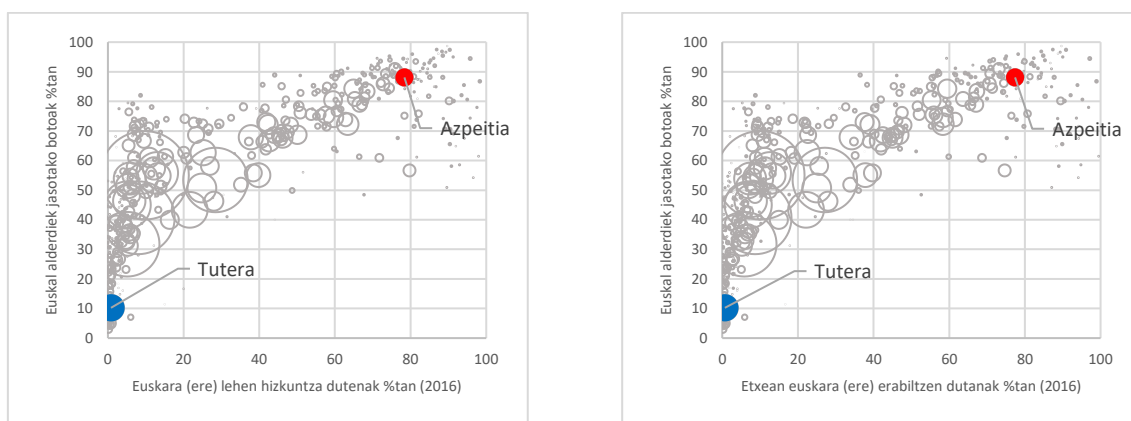 Euskal alderdiek jasotako botoak %tan
100
90
80
70
60
50
40
30
20
10
0
Azpeitia
Tutera
0 20 40 60 80 100
Euskara (ere) lehen hizkuntza dutenak %tan (2016)
Euskal alderdiek jasotako botoak %tan
100
90
80
70
60
50
40
30
20
10
0
Azpeitia
Tutera
0 20 40 60 80 100
Etxean euskara (ere) erabiltzen dutanak %tan (2016)